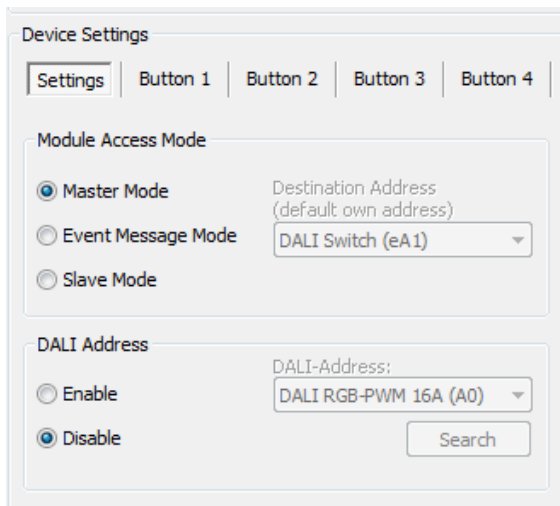 Device Settings
Settings Button 1 Button 2 Button 3 Button 4
Module Access Mode
Master Mode
Destination Address
(default own address)
Event Message Mode
DALI Switch (eA1)
Slave Mode
DALI Address
DALI-Address:
Enable
DALI RGB-PWM 16A (A0)
Disable
Search